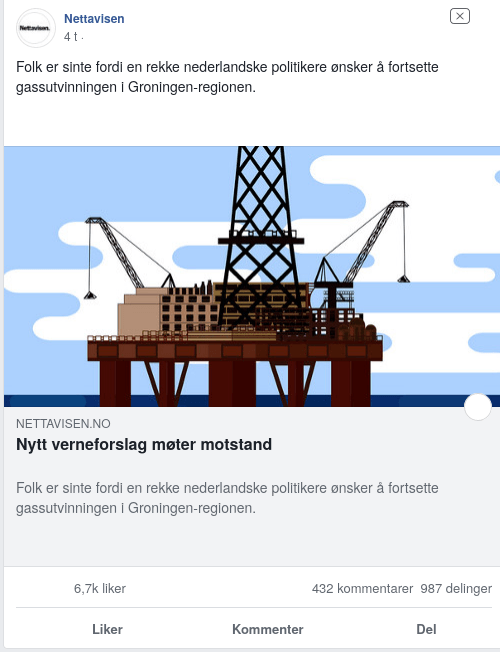 Nettavisen
Nettavisen.
4 t ·
Folk er sinte fordi en rekke nederlandske politikere ønsker å fortsette
gassutvinningen i Groningen-regionen.
NETTAVISEN.NO
Nytt verneforslag møter motstand
Folk er sinte fordi en rekke nederlandske politikere ønsker å fortsette
gassutvinningen i Groningen-regionen.
6,7k liker 432 kommentarer 987 delinger
Liker Kommenter Del